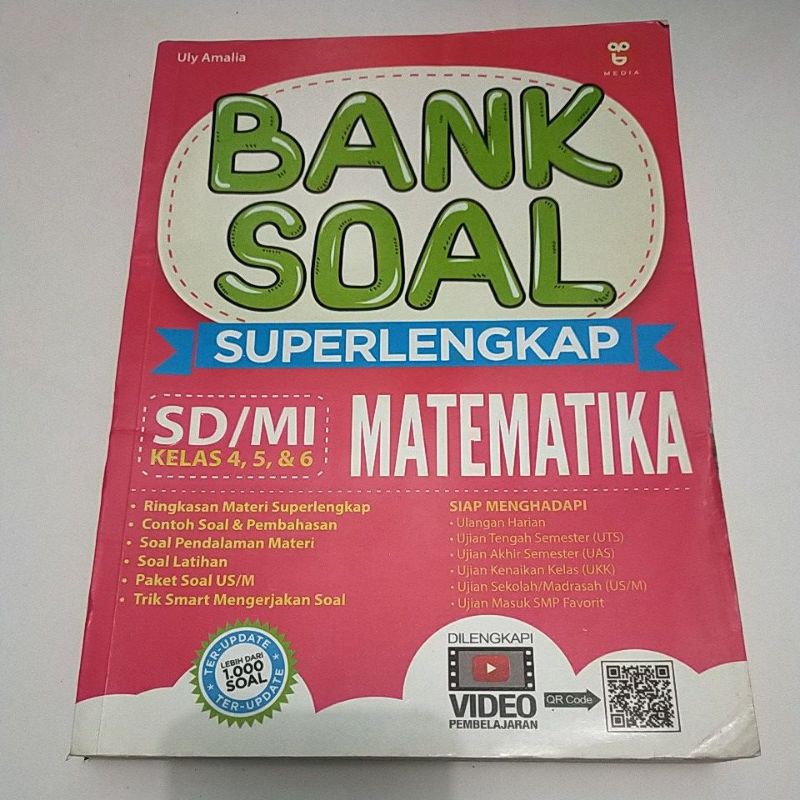 Uly Amalia
MEDIA
BANK
SOAL
SUPERLENGKAP
SD/MI
KELAS 4, 5, & 6
MATEMATIKA
• Ringkasan Materi Superlengkap
• Contoh Soal & Pembahasan
• Soal Pendalaman Materi
• Soal Latihan
• Paket Soal US/M
• Trik Smart Mengerjakan Soal
SIAP MENGHADAPI
• Ulangan Harian
• Ujian Tengah Semester (UTS)
• Ujian Akhir Semester (UAS)
• Ujian Kenaikan Kelas (UKK)
• Ujian Sekolah/Madrasah (US/M)
• Ujian Masuk SMP Favorit
TER-UPDATE
LEBIH DARI
1.000
SOAL
TER-UPDATE
DILENGKAPI
VIDEO
PEMBELAJARAN
QR Code